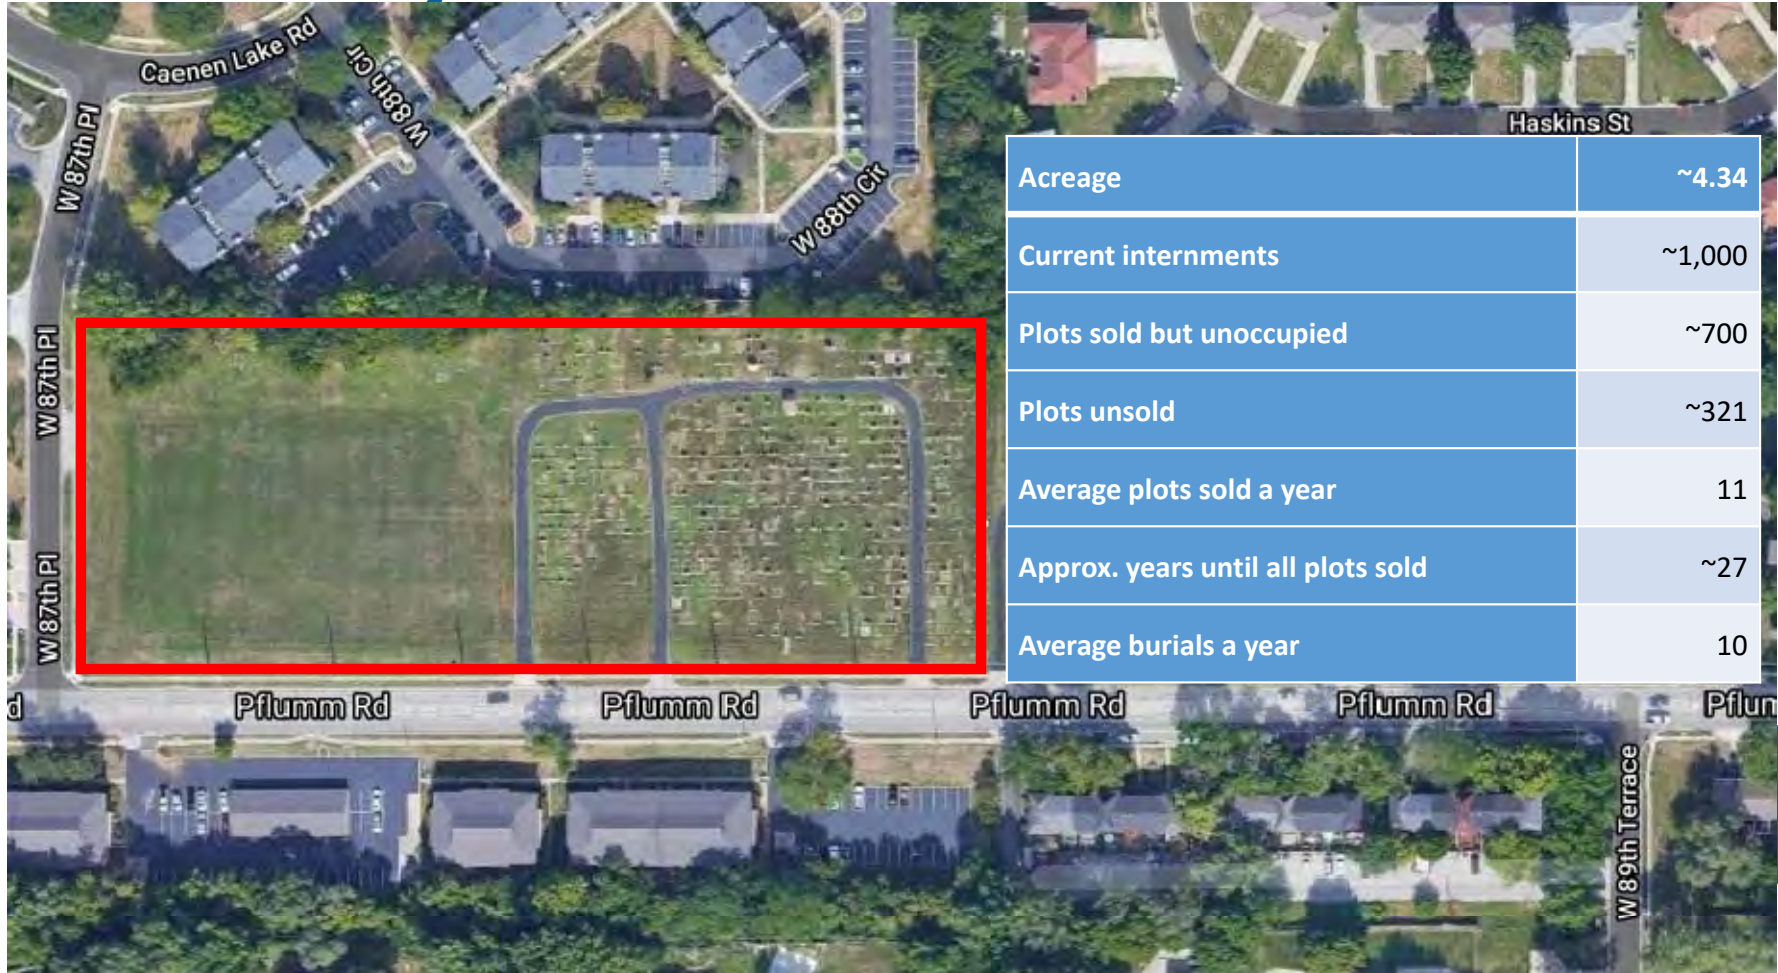 Caenen Lake Rd
W 88th Cir
W 87th Pl
W 88th Cir
Haskins St
Acreage ~4.34
Current internments ~1,000
Plots sold but unoccupied ~700
Plots unsold ~321
Average plots sold a year 11
Approx. years until all plots sold ~27
Average burials a year 10
W 87th Pl
W 87th Pl
d
Pflumm Rd
Pflumm Rd
Pflumm Rd
Pflumm Rd
Pflun
W 89th Terrace